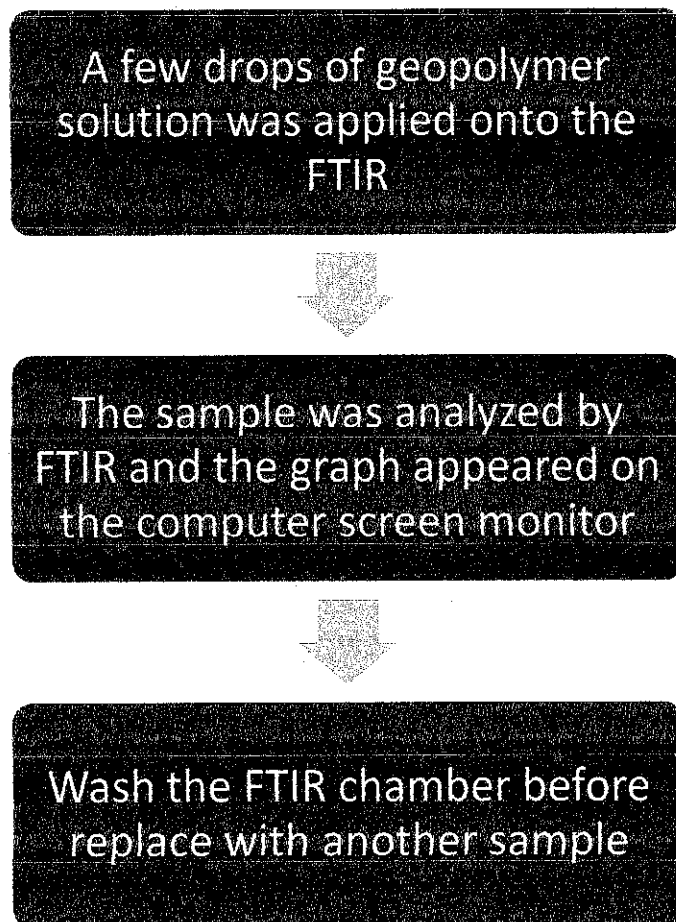 A few drops of geopolymer
solution was applied onto the
FTIR
The sample was analyzed by
FTIR and the graph appeared on
the computer screen monitor
Wash the FTIR chamber before
replace with another sample